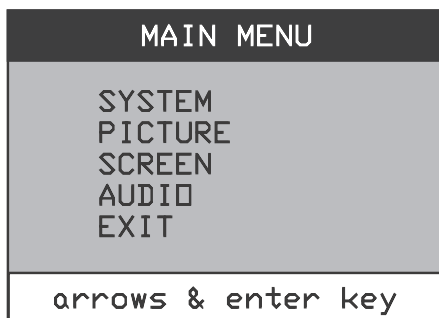 MAIN MENU
SYSTEM
PICTURE
SCREEN
AUDIO
EXIT
arrows & enter key